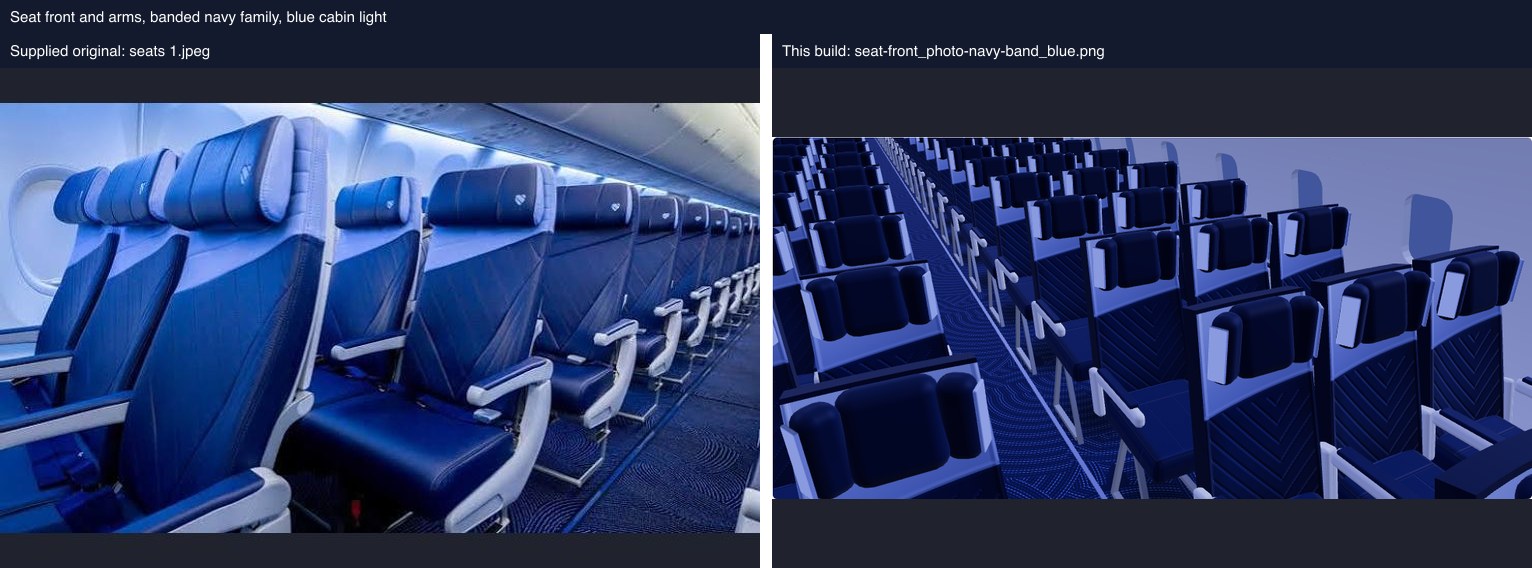 Seat front and arms, banded navy family, blue cabin light
Supplied original: seats 1.jpeg
This build: seat-front_photo-navy-band_blue.png